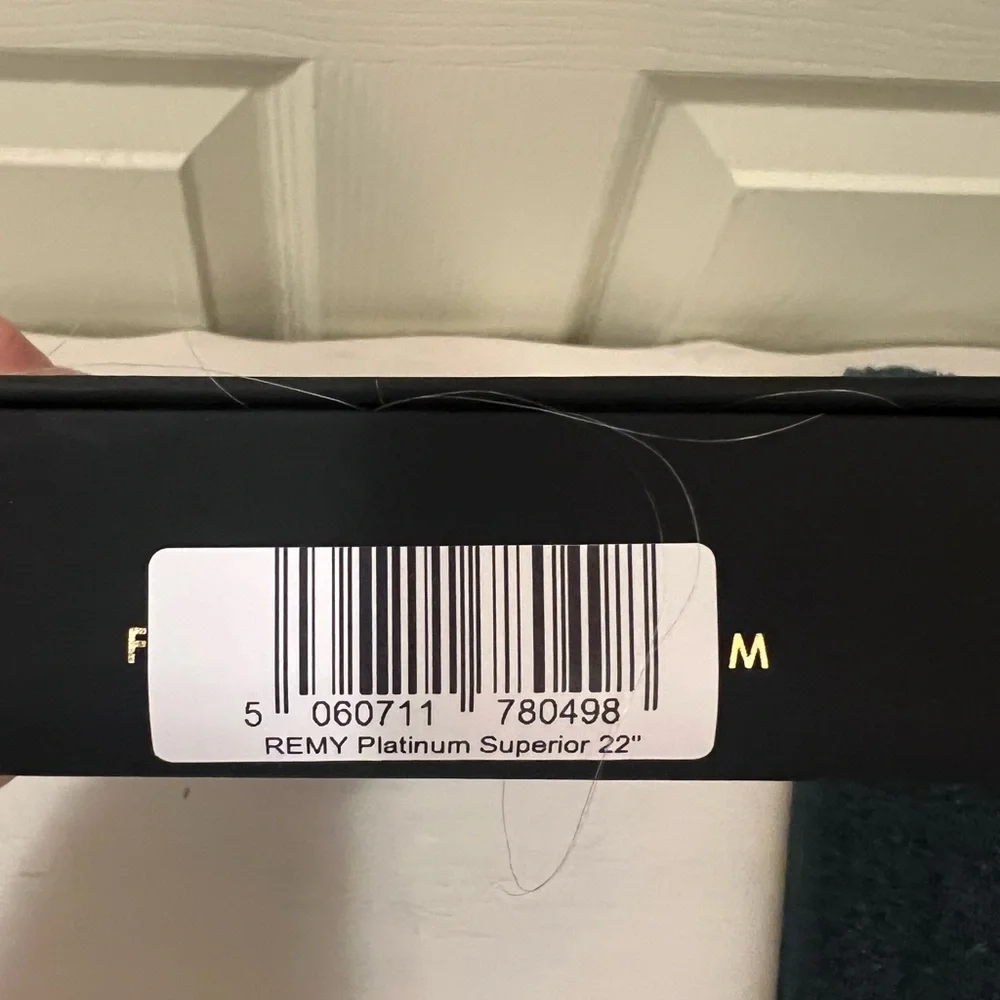 F M
5 060711 780498
REMY Platinum Superior 22"